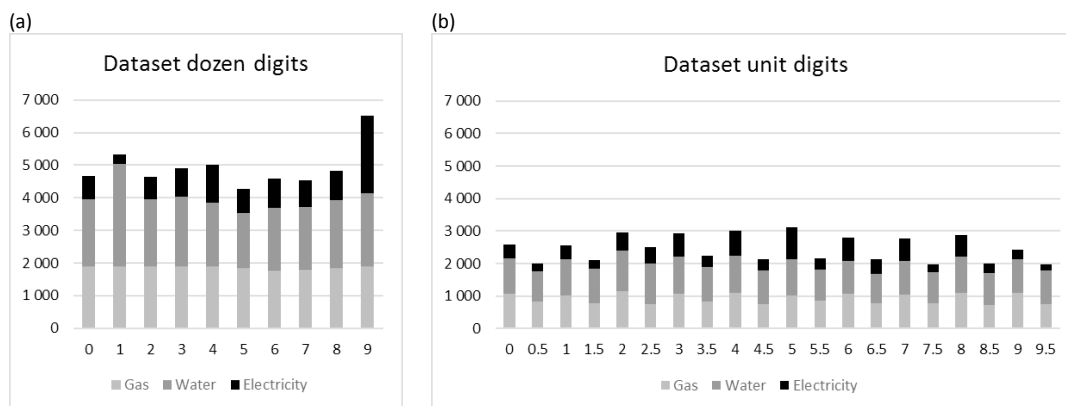 (a)
Dataset dozen digits
7 000
6 000
5 000
4 000
3 000
2 000
1 000
0
0 1 2 3 4 5 6 7 8 9
Gas Water Electricity
(b)
Dataset unit digits
7 000
6 000
5 000
4 000
3 000
2 000
1 000
0
0 0.5 1 1.5 2 2.5 3 3.5 4 4.5 5 5.5 6 6.5 7 7.5 8 8.5 9 9.5
Gas Water Electricity